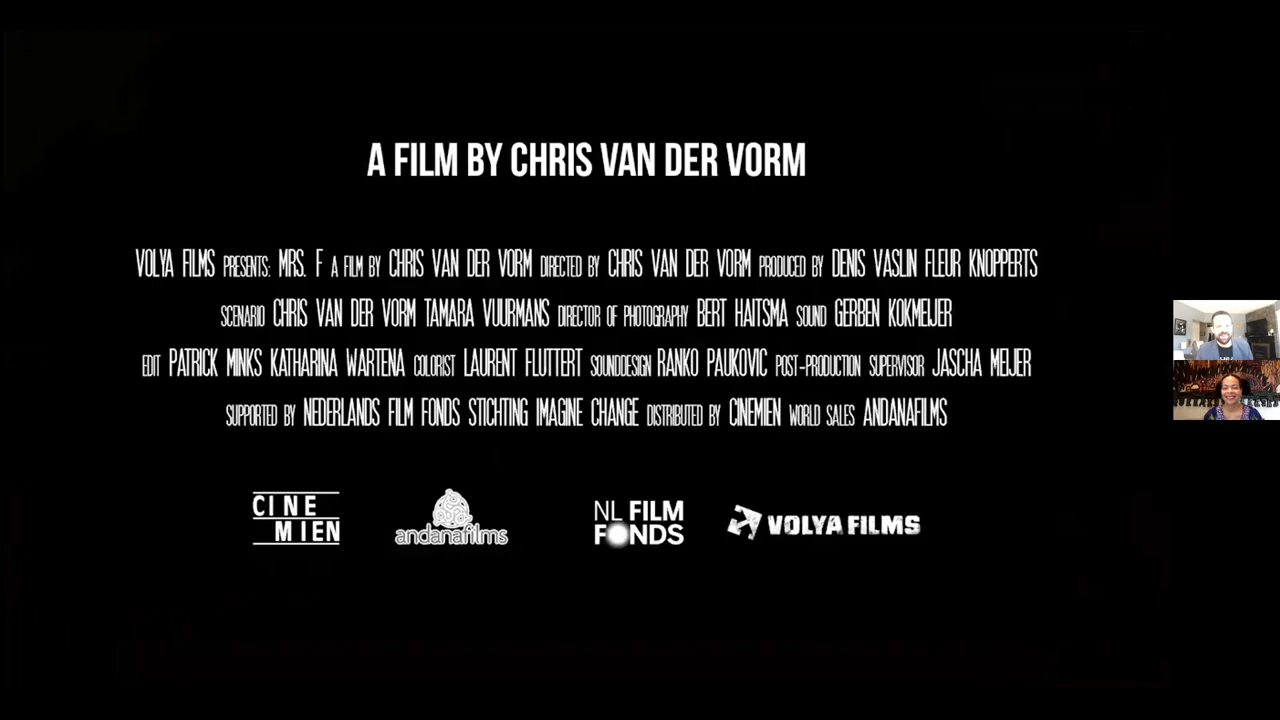 A FILM BY CHRIS VAN DER VORM
VOLYA FILMS PRESENTS: MRS. F A FILM BY CHRIS VAN DER VORM DIRECTED BY CHRIS VAN DER VORM PRODUCED BY DENIS VASLIN FLEUR KNOPPERTS
SCENARIO CHRIS VAN DER VORM TAMARA VUURMANS DIRECTOR OF PHOTOGRAPHY BERT HAITSMA SOUND GERBEN KOKMEIJER
EDIT PATRICK MINKS KATHARINA WARTENA COLORIST LAURENT FLUTTERT SOUNDDESIGN RANKO PAUKOVIC POST-PRODUCTION SUPERVISOR JASCHA MEIJER
SUPPORTED BY NEDERLANDS FILM FONDS STICHTING IMAGINE CHANGE DISTRIBUTED BY CINEMIEN WORLD SALES ANDANAFILMS
CINE
MIEN
andanafilms
NL FILM
FONDS
VOLYA FILMS